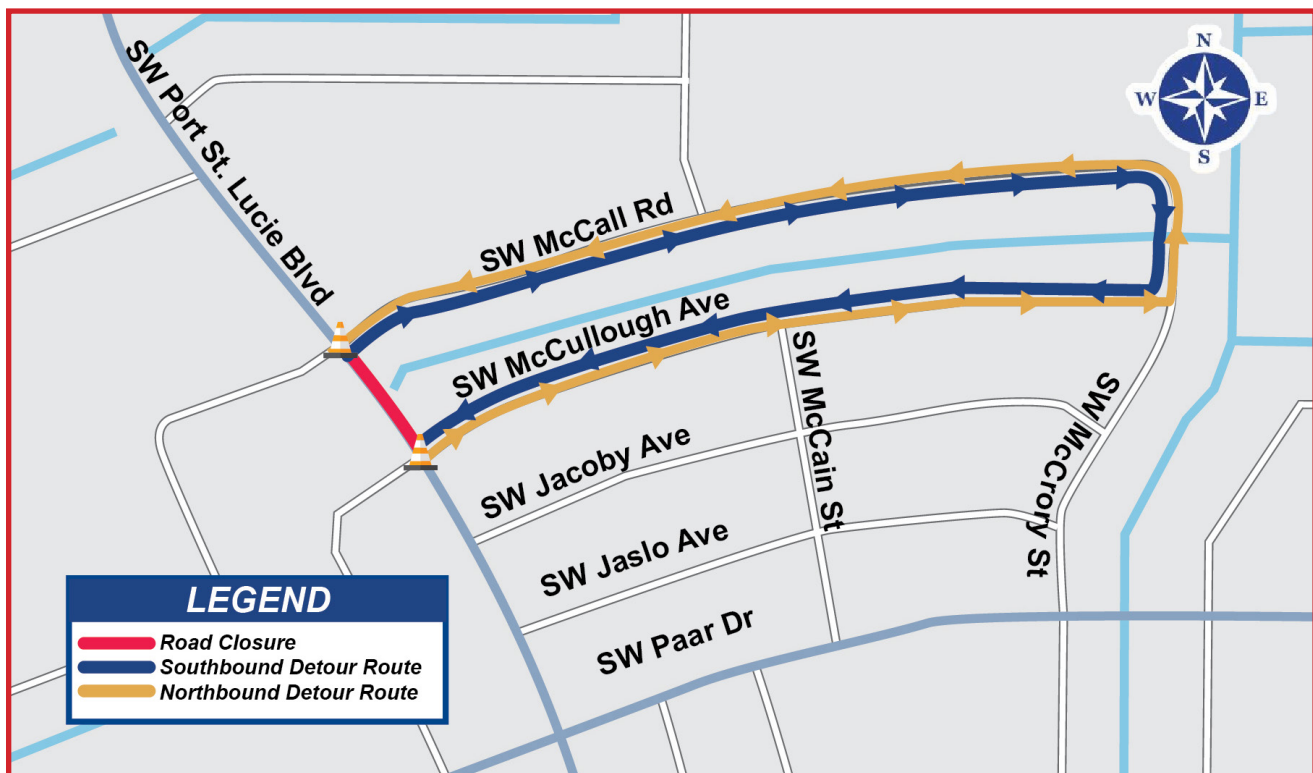 N
W
E
S
SW Port St. Lucie Blvd
SW McCall Rd
SW McCullough Ave
SW McCain St
SW McCrory St
SW Jacoby Ave
SW Jaslo Ave
SW Paar Dr
LEGEND
Road Closure
Southbound Detour Route
Northbound Detour Route